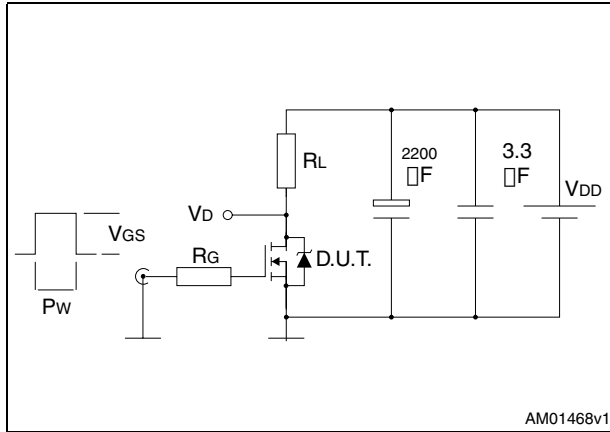 2200
▯F
3.3
▯F
VDD
RL
VD
VGS
RG
D.U.T.
PW
AM01468v1